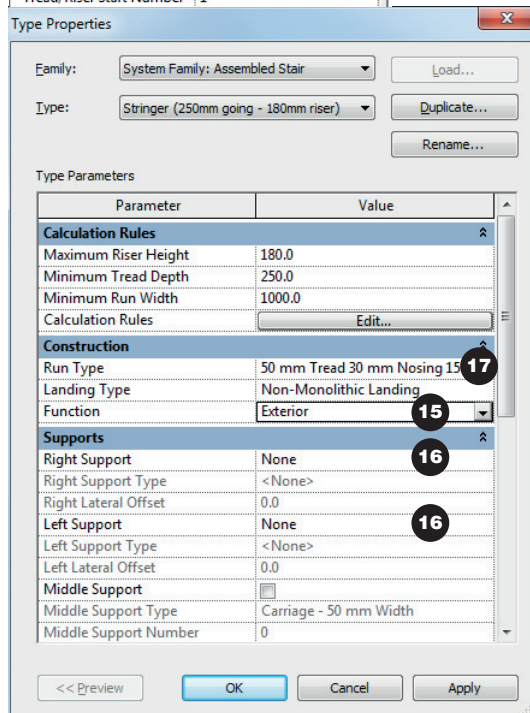 Tread/Riser Start Number 1
Type Properties
x
Family: System Family: Assembled Stair Load...
Type: Stringer (250mm going - 180mm riser) Duplicate...
Rename...
Type Parameters
Parameter Value
Calculation Rules
Maximum Riser Height 180.0
Minimum Tread Depth 250.0
Minimum Run Width 1000.0
Calculation Rules Edit...
Construction
Run Type 50 mm Tread 30 mm Nosing 15 17
Landing Type Non-Monolithic Landing
Function Exterior 15
Supports
Right Support None 16
Right Support Type <None>
Right Lateral Offset 0.0
Left Support None 16
Left Support Type <None>
Left Lateral Offset 0.0
Middle Support
Middle Support Type Carriage - 50 mm Width
Middle Support Number 0
<< Preview OK Cancel Apply